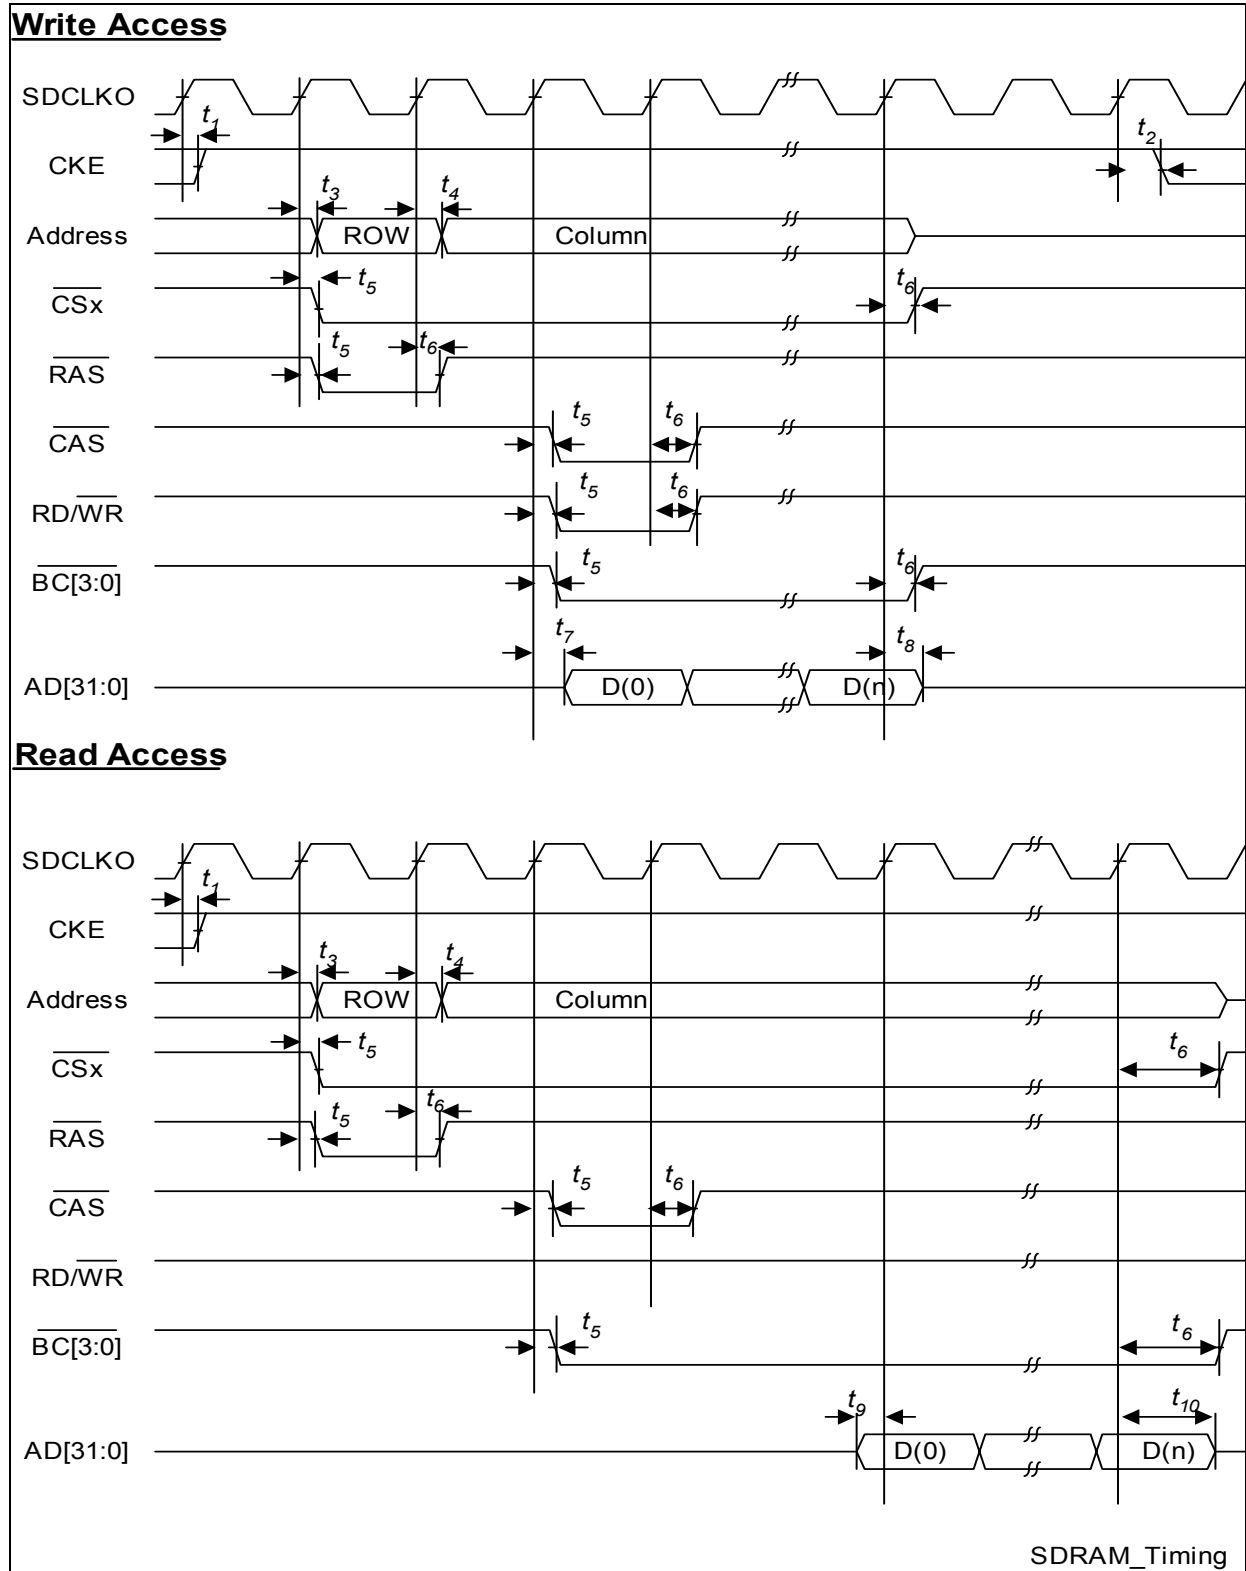 Write Access
SDCLKO
t1
t2
CKE
t3
t4
Address
ROW
Column
CSx
t5
t6
RAS
t5
t6
CAS
t5
t6
RD/WR
t5
t6
BC[3:0]
t5
t6
t7
t8
AD[31:0]
D(0)
D(n)
Read Access
SDCLKO
t1
CKE
t3
t4
Address
ROW
Column
CSx
t5
t6
RAS
t5
t6
CAS
t5
t6
RD/WR
BC[3:0]
t5
t6
t9
t10
AD[31:0]
D(0)
D(n)
SDRAM_Timing